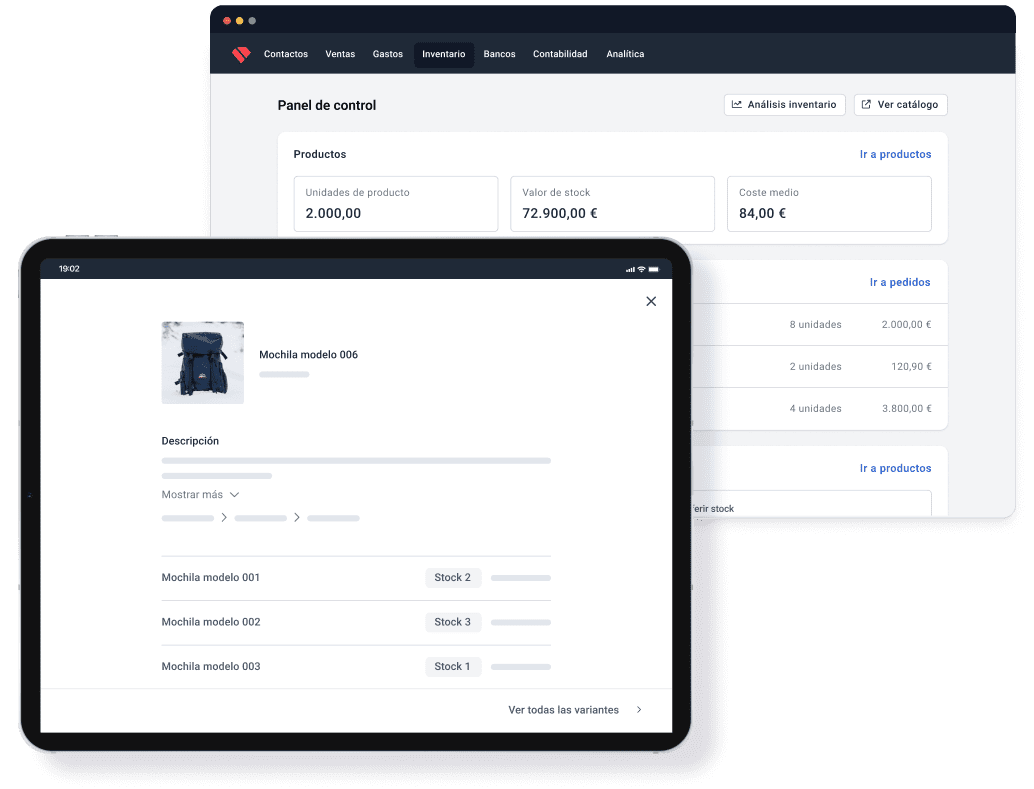 Contactos Ventas Gastos Inventario Bancos Contabilidad Analítica
Panel de control
Análisis inventario
Ver catálogo
Productos
Ir a productos
Unidades de producto
2.000,00
Valor de stock
72.900,00 €
Coste medio
84,00 €
Ir a pedidos
8 unidades 2.000,00 €
2 unidades 120,90 €
4 unidades 3.800,00 €
Ir a productos
stock
19:02
Mochila modelo 006
Descripción
Mostrar más
Mochila modelo 001 Stock 2
Mochila modelo 002 Stock 3
Mochila modelo 003 Stock 1
Ver todas las variantes